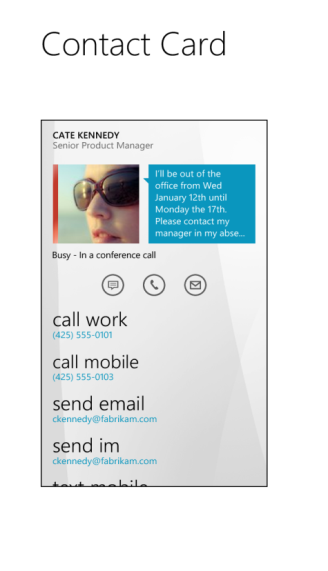 Contact Card
CATE KENNEDY
Senior Product Manager
I'll be out of the
office from Wed
January 12th until
Monday the 17th.
Please contact my
manager in my abse...
Busy - In a conference call
call work
(425) 555-0101
call mobile
(425) 555-0103
send email
ckennedy@fabrikam.com
send im
ckennedy@fabrikam.com
text mobile